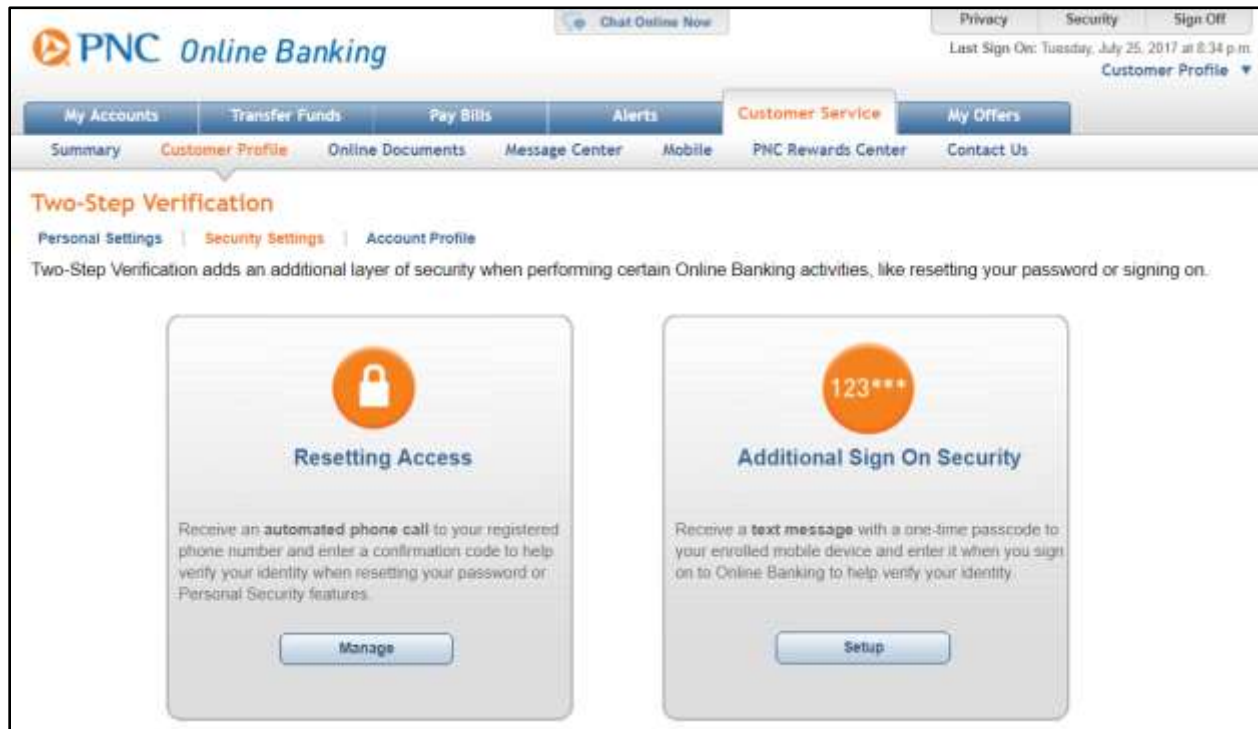 Chat Online Now
Privacy Security Sign Off
PNC Online Banking
Last Sign On: Tuesday, July 25, 2017 at 8:34 p.m.
Customer Profile
My Accounts Transfer Funds Pay Bills Alerts Customer Service My Offers
Summary Customer Profile Online Documents Message Center Mobile PNC Rewards Center Contact Us
Two-Step Verification
Personal Settings | Security Settings | Account Profile
Two-Step Verification adds an additional layer of security when performing certain Online Banking activities, like resetting your password or signing on.
Resetting Access
Receive an automated phone call to your registered
phone number and enter a confirmation code to help
verify your identity when resetting your password or
Personal Security features.
Manage
123***
Additional Sign On Security
Receive a text message with a one-time passcode to
your enrolled mobile device and enter it when you sign
on to Online Banking to help verify your identity.
Setup